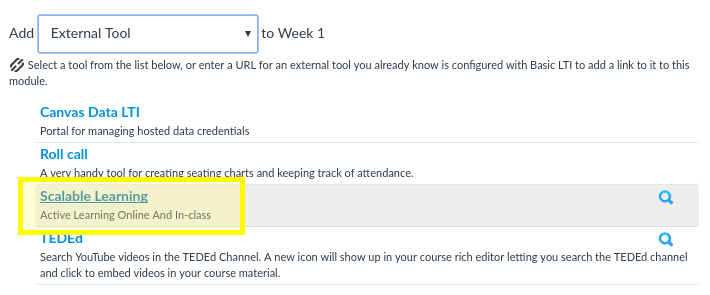 Add External Tool to Week 1
Select a tool from the list below, or enter a URL for an external tool you already know is configured with Basic LTI to add a link to it to this
module.
Canvas Data LTI
Portal for managing hosted data credentials
Roll call
A very handy tool for creating seating charts and keeping track of attendance.
Scalable Learning
Active Learning Online And In-class
TEDEd
Search YouTube videos in the TEDEd Channel. A new icon will show up in your course rich editor letting you search the TEDEd channel
and click to embed videos in your course material.